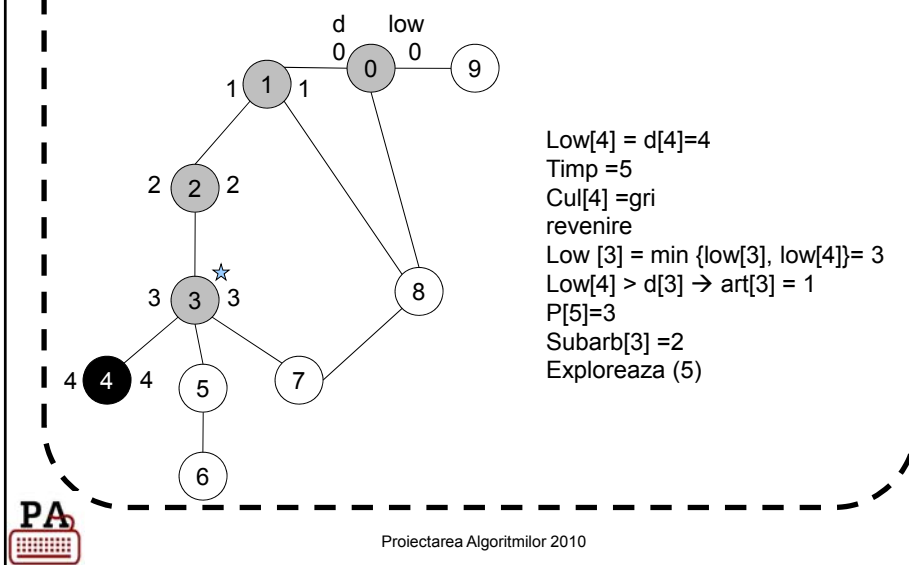 d low
0 0
1 1 1 0 9
2 2 2
3 3 3 8
4 4 4 5 7
6
Low[4] = d[4]=4
Timp =5
Cul[4] =gri
revenire
Low [3] = min {low[3], low[4]}= 3
Low[4] > d[3] → art[3] = 1
P[5]=3
Subarb[3] =2
Exploreaza (5)
PA
Proiectarea Algoritmilor 2010